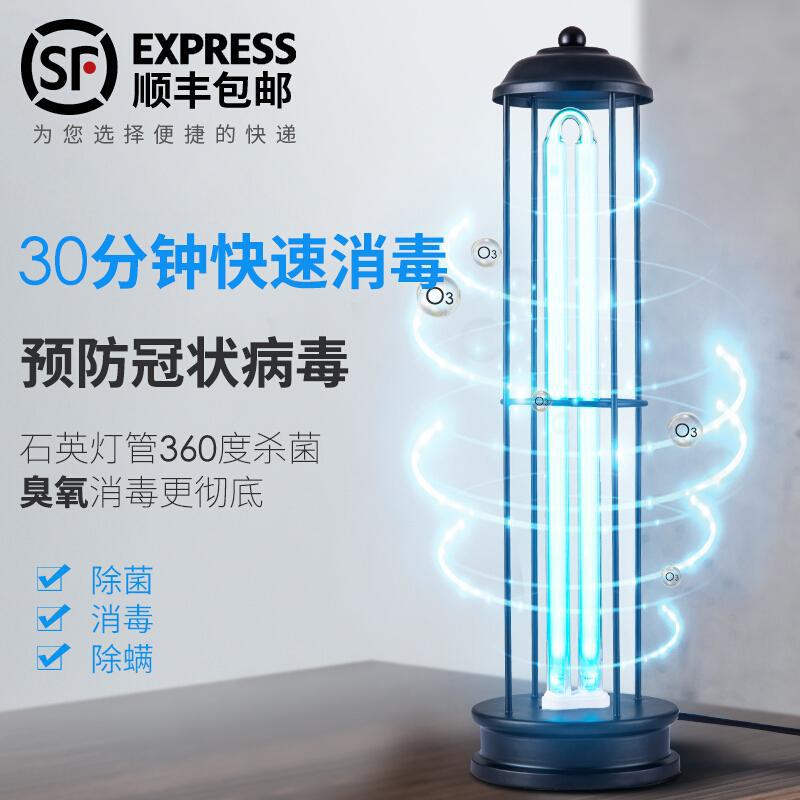 SF
EXPRESS
顺丰包邮
为您选择便捷的快递
30分钟快速消毒
O3
O3
预防冠状病毒
O3
石英灯管360度杀菌
O3
臭氧消毒更彻底
除菌
O3
消毒
除螨